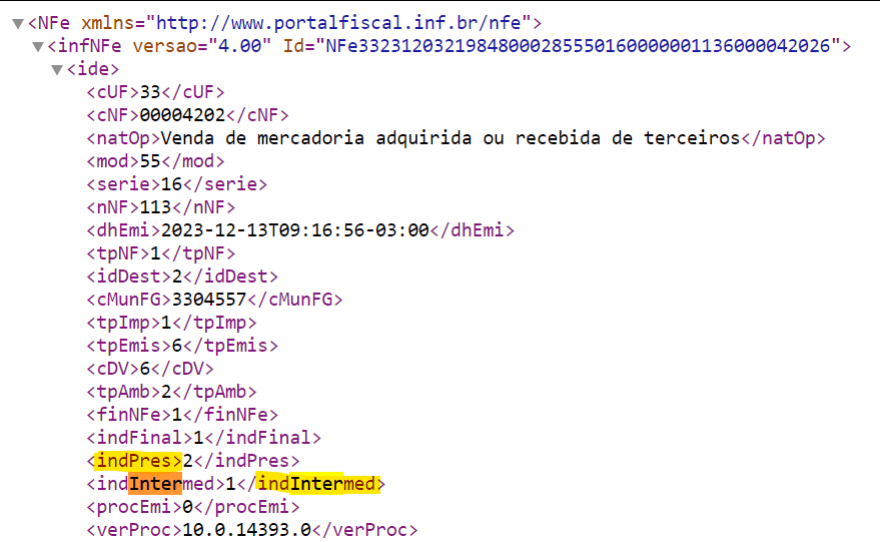 ▼<NFe xmlns="http://www.portalfiscal.inf.br/nfe">
▼<infNFe versao="4.00" Id="NFe33231203219848000285550160000001136000042026">
▼<ide>
<cUF>33</cUF>
<cNF>00004202</cNF>
<natOp>Venda de mercadoria adquirida ou recebida de terceiros</natOp>
<mod>55</mod>
<serie>16</serie>
<nNF>113</nNF>
<dhEmi>2023-12-13T09:16:56-03:00</dhEmi>
<tpNF>1</tpNF>
<idDest>2</idDest>
<cMunFG>3304557</cMunFG>
<tpImp>1</tpImp>
<tpEmis>6</tpEmis>
<cDV>6</cDV>
<tpAmb>2</tpAmb>
<finNFe>1</finNFe>
<indFinal>1</indFinal>
<indPres>2</indPres>
<indIntermed>1</indIntermed>
<procEmi>0</procEmi>
<verProc>10.0.14393.0</verProc>